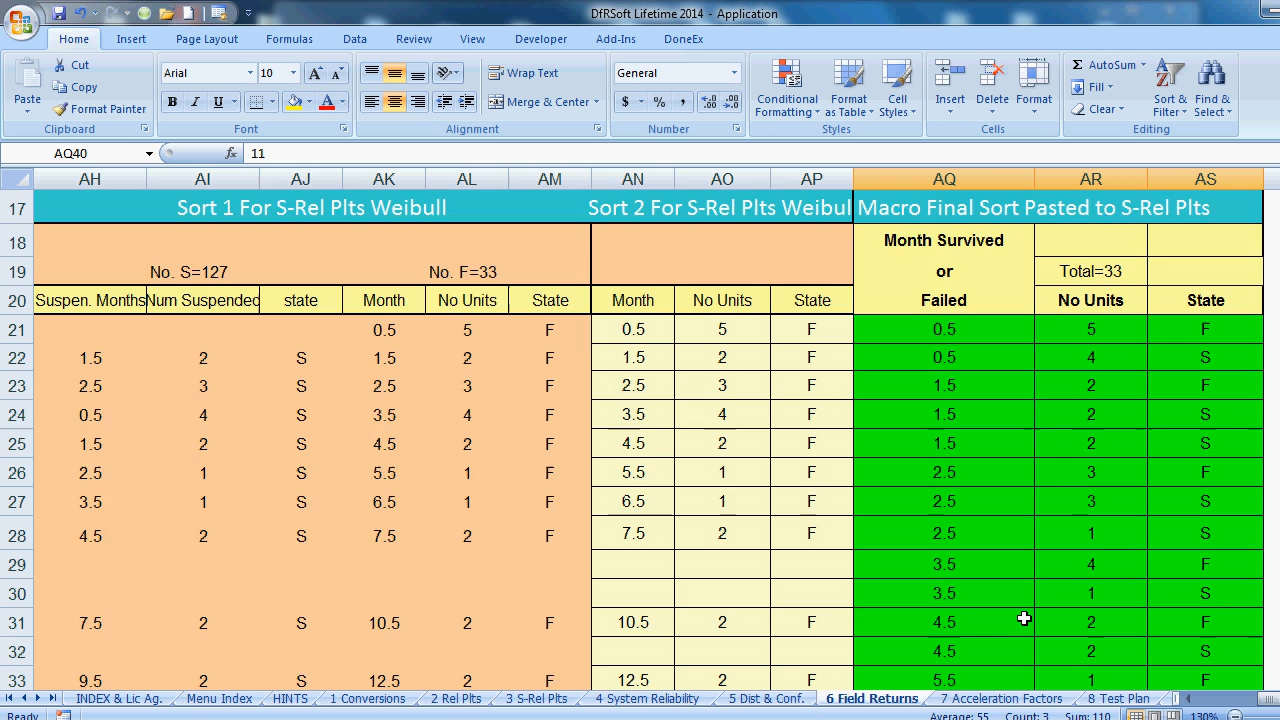 DfRSoft Lifetime 2014 - Application
Home Insert Page Layout Formulas Data Review View Developer Add-Ins DoneEx
Paste Cut Copy Format Painter Clipboard
Arial 10 A A B I U A Font
Wrap Text Merge & Center Alignment
General $ % , Number
Conditional Formatting Format as Table Cell Styles Styles
Insert Delete Format Cells
Σ AutoSum Fill Clear Sort & Filter Find & Select Editing
AQ40 fx 11
AH AI AJ AK AL AM AN AO AP AQ AR AS
17 Sort 1 For S-Rel Plts Weibull Sort 2 For S-Rel Plts Weibul Macro Final Sort Pasted to S-Rel Plts
18 Month Survived
19 No. S=127 No. F=33 or Total=33
20 Suspen. Months Num Suspended state Month No Units State Month No Units State Failed No Units State
21 0.5 5 F 0.5 5 F 0.5 5 F
22 1.5 2 S 1.5 2 F 1.5 2 F 0.5 4 S
23 2.5 3 S 2.5 3 F 2.5 3 F 1.5 2 F
24 0.5 4 S 3.5 4 F 3.5 4 F 1.5 2 S
25 1.5 2 S 4.5 2 F 4.5 2 F 1.5 2 S
26 2.5 1 S 5.5 1 F 5.5 1 F 2.5 3 F
27 3.5 1 S 6.5 1 F 6.5 1 F 2.5 3 S
28 4.5 2 S 7.5 2 F 7.5 2 F 2.5 1 S
29 3.5 4 F
30 3.5 1 S
31 7.5 2 S 10.5 2 F 10.5 2 F 4.5 2 F
32 4.5 2 S
33 9.5 2 S 12.5 2 F 12.5 2 F 5.5 1 F
INDEX & Lic Ag. Menu Index HINTS 1 Conversions 2 Rel Plts 3 S-Rel Plts 4 System Reliability 5 Dist & Conf. 6 Field Returns 7 Acceleration Factors 8 Test Plan
Ready Average: 55 Count: 3 Sum: 110 130%